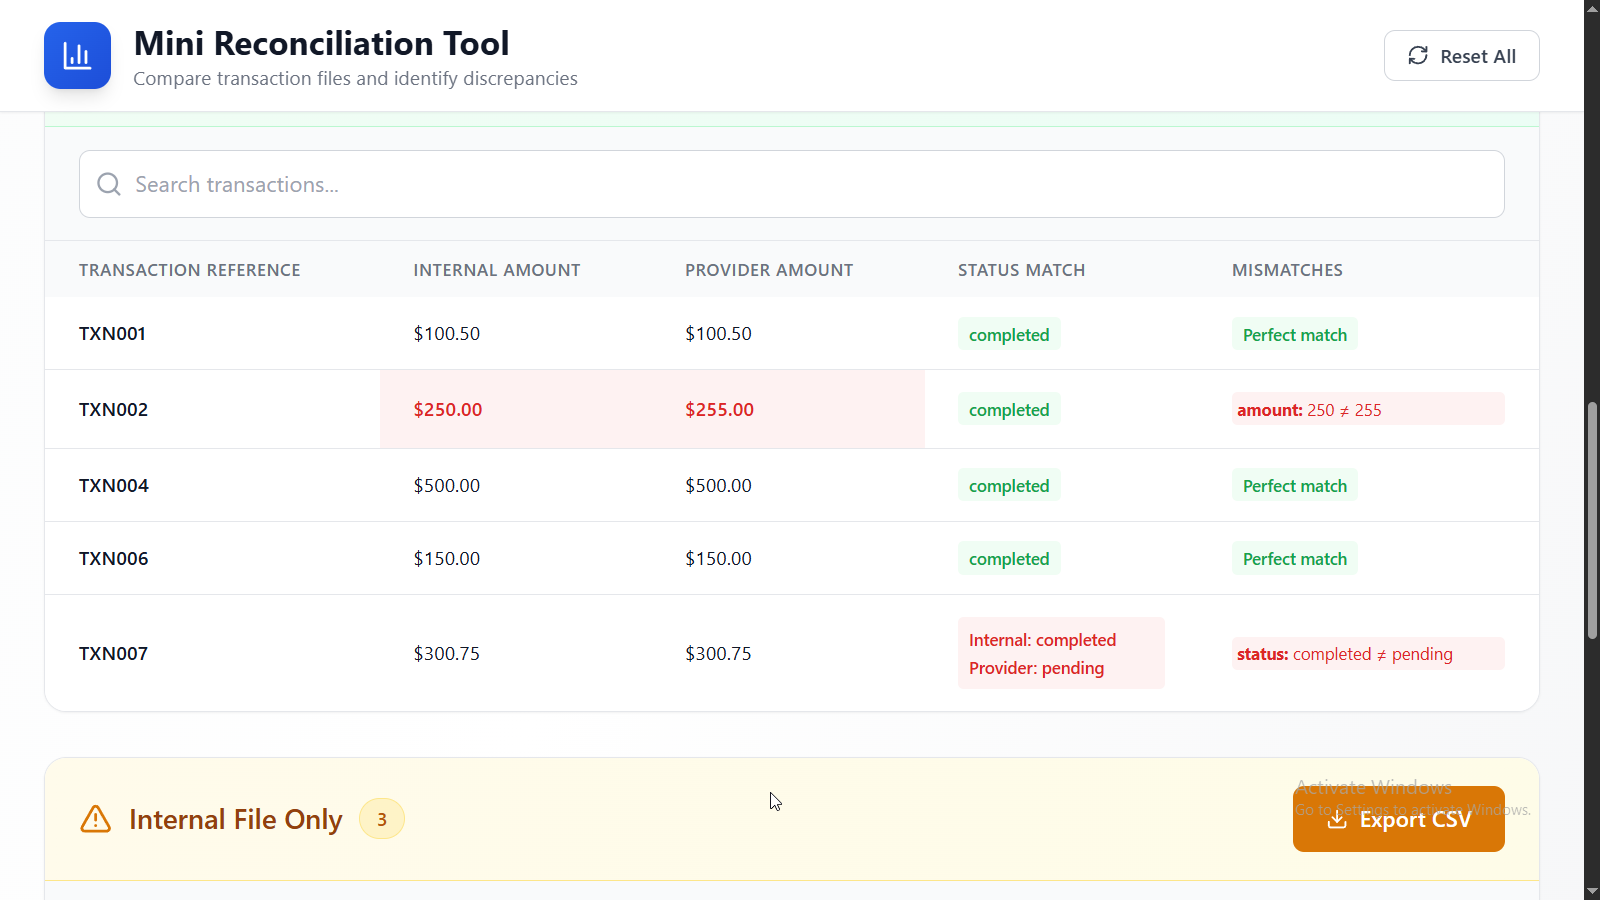 Mini Reconciliation Tool
Compare transaction files and identify discrepancies
Reset All
Search transactions...
TRANSACTION REFERENCE INTERNAL AMOUNT PROVIDER AMOUNT STATUS MATCH MISMATCHES
TXN001 $100.50 $100.50 completed Perfect match
TXN002 $250.00 $255.00 completed amount: 250 ≠ 255
TXN004 $500.00 $500.00 completed Perfect match
TXN006 $150.00 $150.00 completed Perfect match
TXN007 $300.75 $300.75 Internal: completed
Provider: pending status: completed ≠ pending
Internal File Only 3
Export CSV
Activate Windows
Go to Settings to activate Windows.